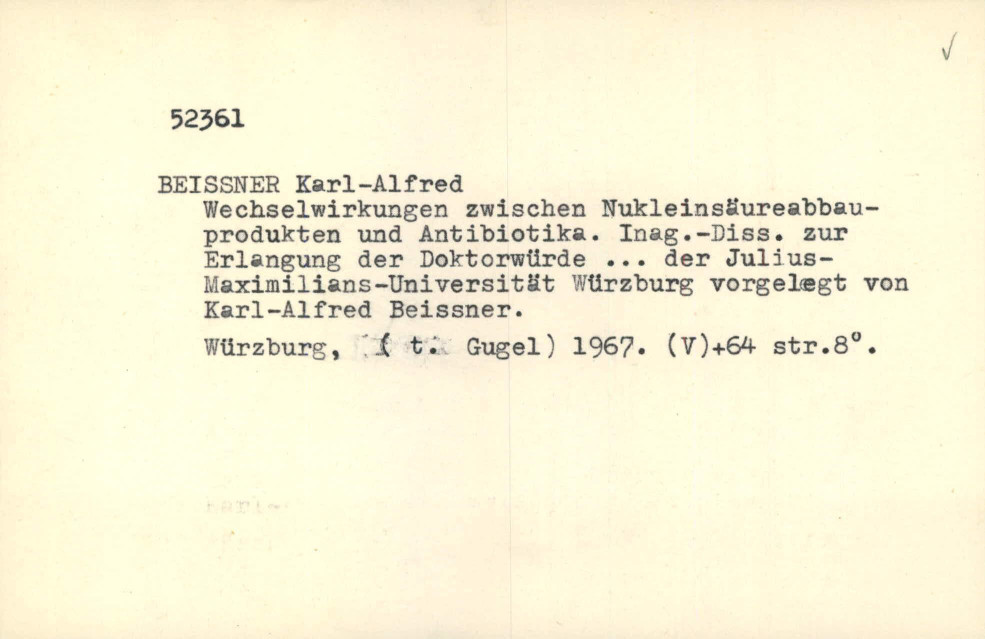 52361
BEISSNER Karl-Alfred
Wechselwirkungen zwischen Nukleinsäureabbau-
produkten und Antibiotika. Inag.-Diss. zur
Erlangung der Doktorwürde ... der Julius-
Maximilians-Universität Würzburg vorgelegt von
Karl-Alfred Beissner.
Würzburg, ( t. Gugel) 1967. (V)+64 str.8°.